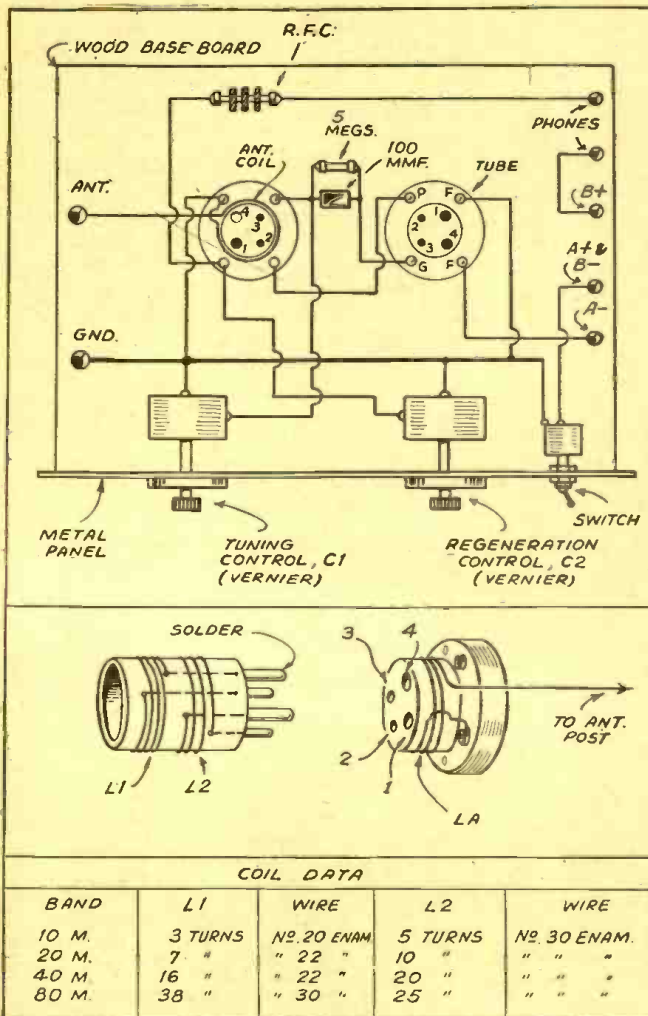 R.F.C.
WOOD BASE BOARD
5 MEGS.
100 MMF.
ANT. COIL
TUBE
PHONES
ANT.
B+
A+ & B-
A-
GND.
4
3
1
2
P
F
2
1
3
4
G
F
METAL PANEL
TUNING CONTROL, C1 (VERNIER)
REGENERATION CONTROL, C2 (VERNIER)
SWITCH
SOLDER
L1
L2
3
4
2
1
LA
TO ANT. POST
COIL DATA
BAND L1 WIRE L2 WIRE
10 M. 3 TURNS Nº. 20 ENAM. 5 TURNS Nº. 30 ENAM.
20 M. 7 " " 22 " 10 " " " "
40 M. 16 " " 22 " 20 " " " "
80 M. 38 " " 30 " 25 " " " "